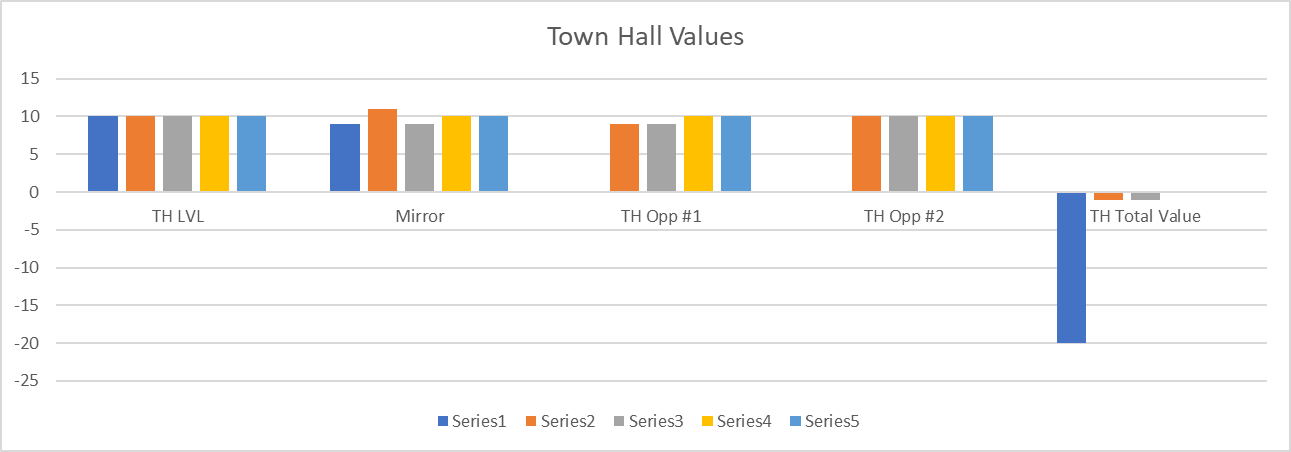 Town Hall Values
15
10
5
0
-5
-10
-15
-20
-25
TH LVL
Mirror
TH Opp #1
TH Opp #2
TH Total Value
Series1 Series2 Series3 Series4 Series5